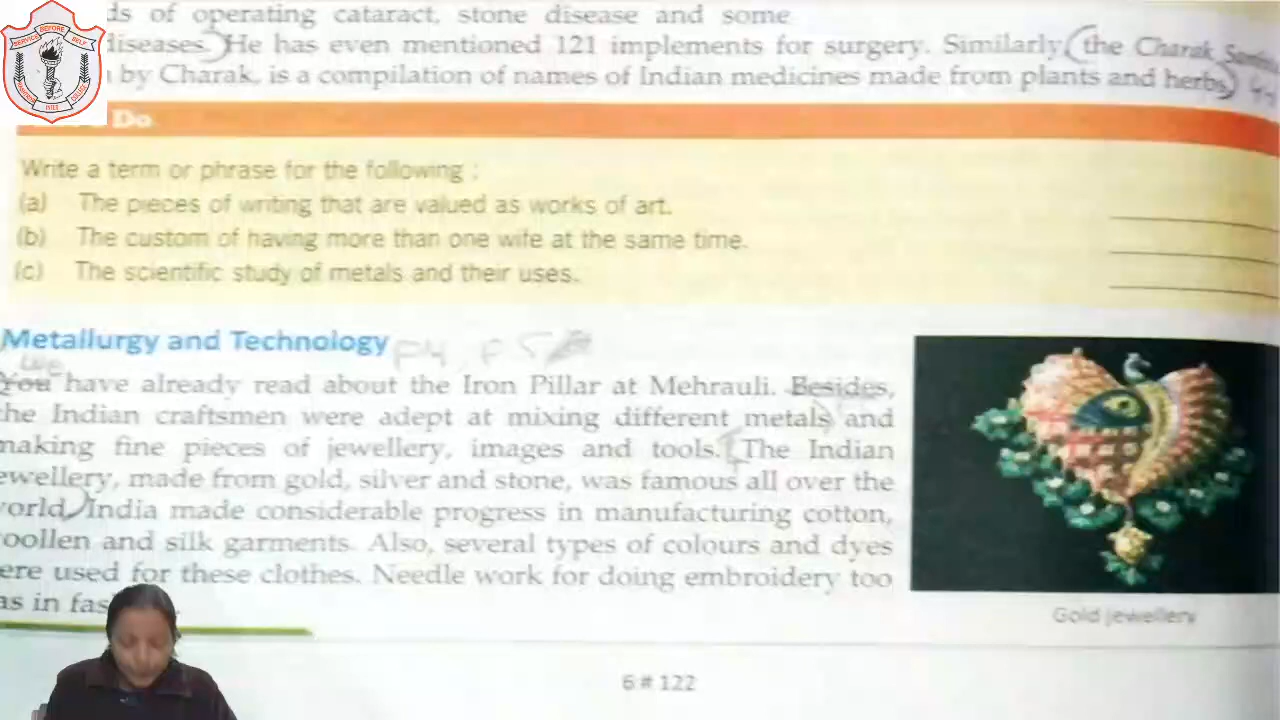 ds of operating cataract, stone disease and some
diseases. He has even mentioned 121 implements for surgery. Similarly, the Charak
by Charak, is a compilation of names of Indian medicines made from plants and herbs.
Do
Write a term or phrase for the following :
(a) The pieces of writing that are valued as works of art.
(b) The custom of having more than one wife at the same time.
(c) The scientific study of metals and their uses.
Metallurgy and Technology
You have already read about the Iron Pillar at Mehrauli. Besides,
the Indian craftsmen were adept at mixing different metals and
making fine pieces of jewellery, images and tools. The Indian
ewellery, made from gold, silver and stone, was famous all over the
world. India made considerable progress in manufacturing cotton,
oollen and silk garments. Also, several types of colours and dyes
ere used for these clothes. Needle work for doing embroidery too
as in fas
Gold jewellery
6 # 122